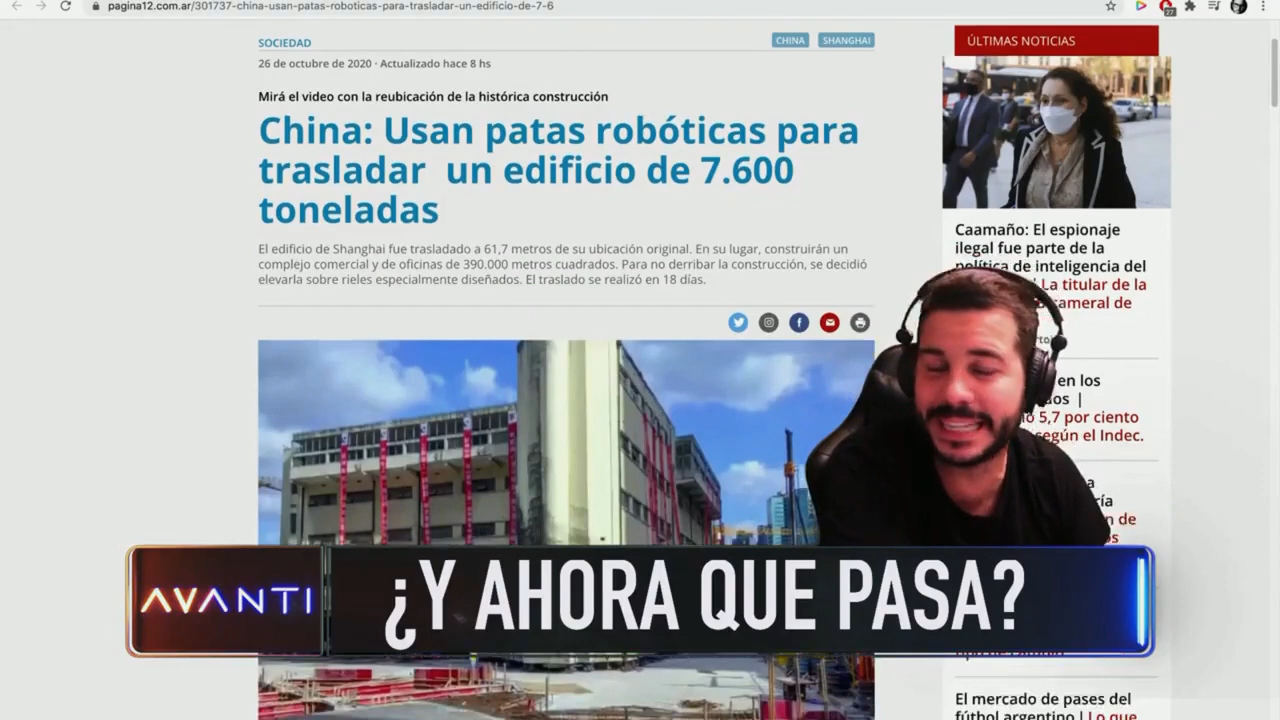 pagina12.com.ar/301737-china-usan-patas-roboticas-para-trasladar-un-edificio-de-7-6
27
SOCIEDAD
CHINA
SHANGHAI
26 de octubre de 2020 · Actualizado hace 8 hs
Mirá el video con la reubicación de la histórica construcción
China: Usan patas robóticas para
trasladar un edificio de 7.600
toneladas
El edificio de Shanghai fue trasladado a 61,7 metros de su ubicación original. En su lugar, construirán un
complejo comercial y de oficinas de 390.000 metros cuadrados. Para no derribar la construcción, se decidió
elevarla sobre rieles especialmente diseñados. El traslado se realizó en 18 días.
ÚLTIMAS NOTICIAS
Caamaño: El espionaje
ilegal fue parte de la
política de inteligencia del
La titular de la
cameral de
en los
5,7 por ciento
según el Indec.
de
AVANTI
¿Y AHORA QUE PASA?
El mercado de pases del
fútbol argentino | Lo que